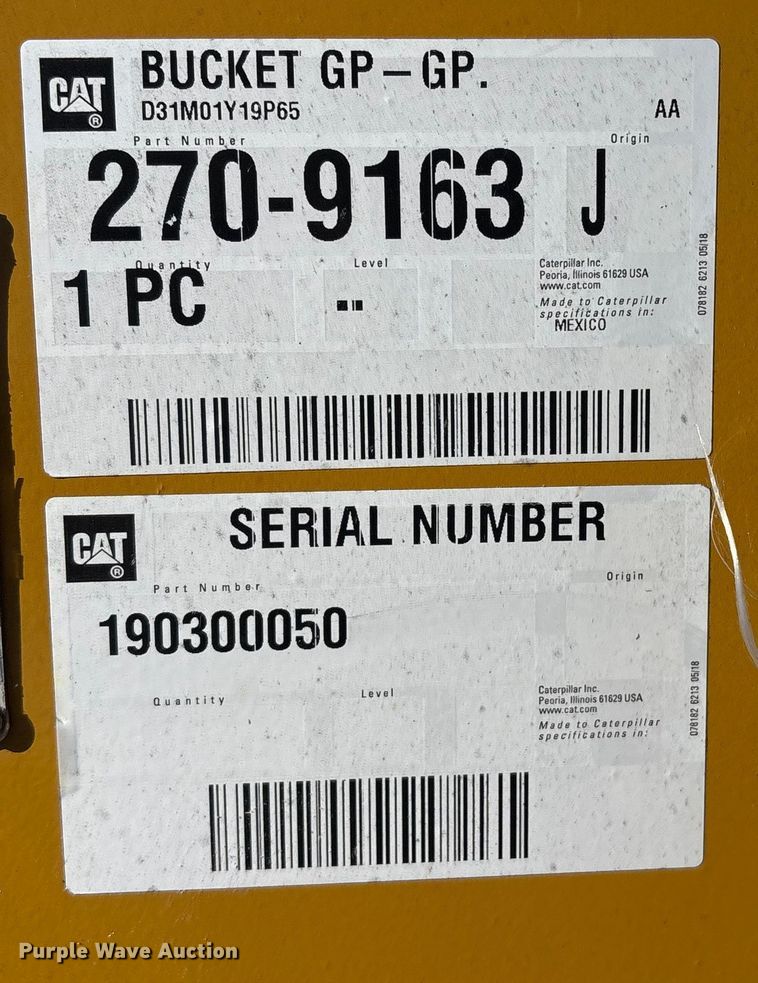 CAT®
BUCKET GP-GP.
D31M01Y19P65
AA
Part Number
Origin
270-9163 J
Quantity
Level
1 PC
--
Caterpillar Inc.
Peoria, Illinois 61629 USA
www.cat.com
Made to Caterpillar
specifications in:
MEXICO
078182 6213 05/18
CAT®
SERIAL NUMBER
Part Number
Origin
190300050
Quantity
Level
Caterpillar Inc.
Peoria, Illinois 61629 USA
www.cat.com
Made to Caterpillar
specifications in:
078182 6213 05/18
Purple Wave Auction